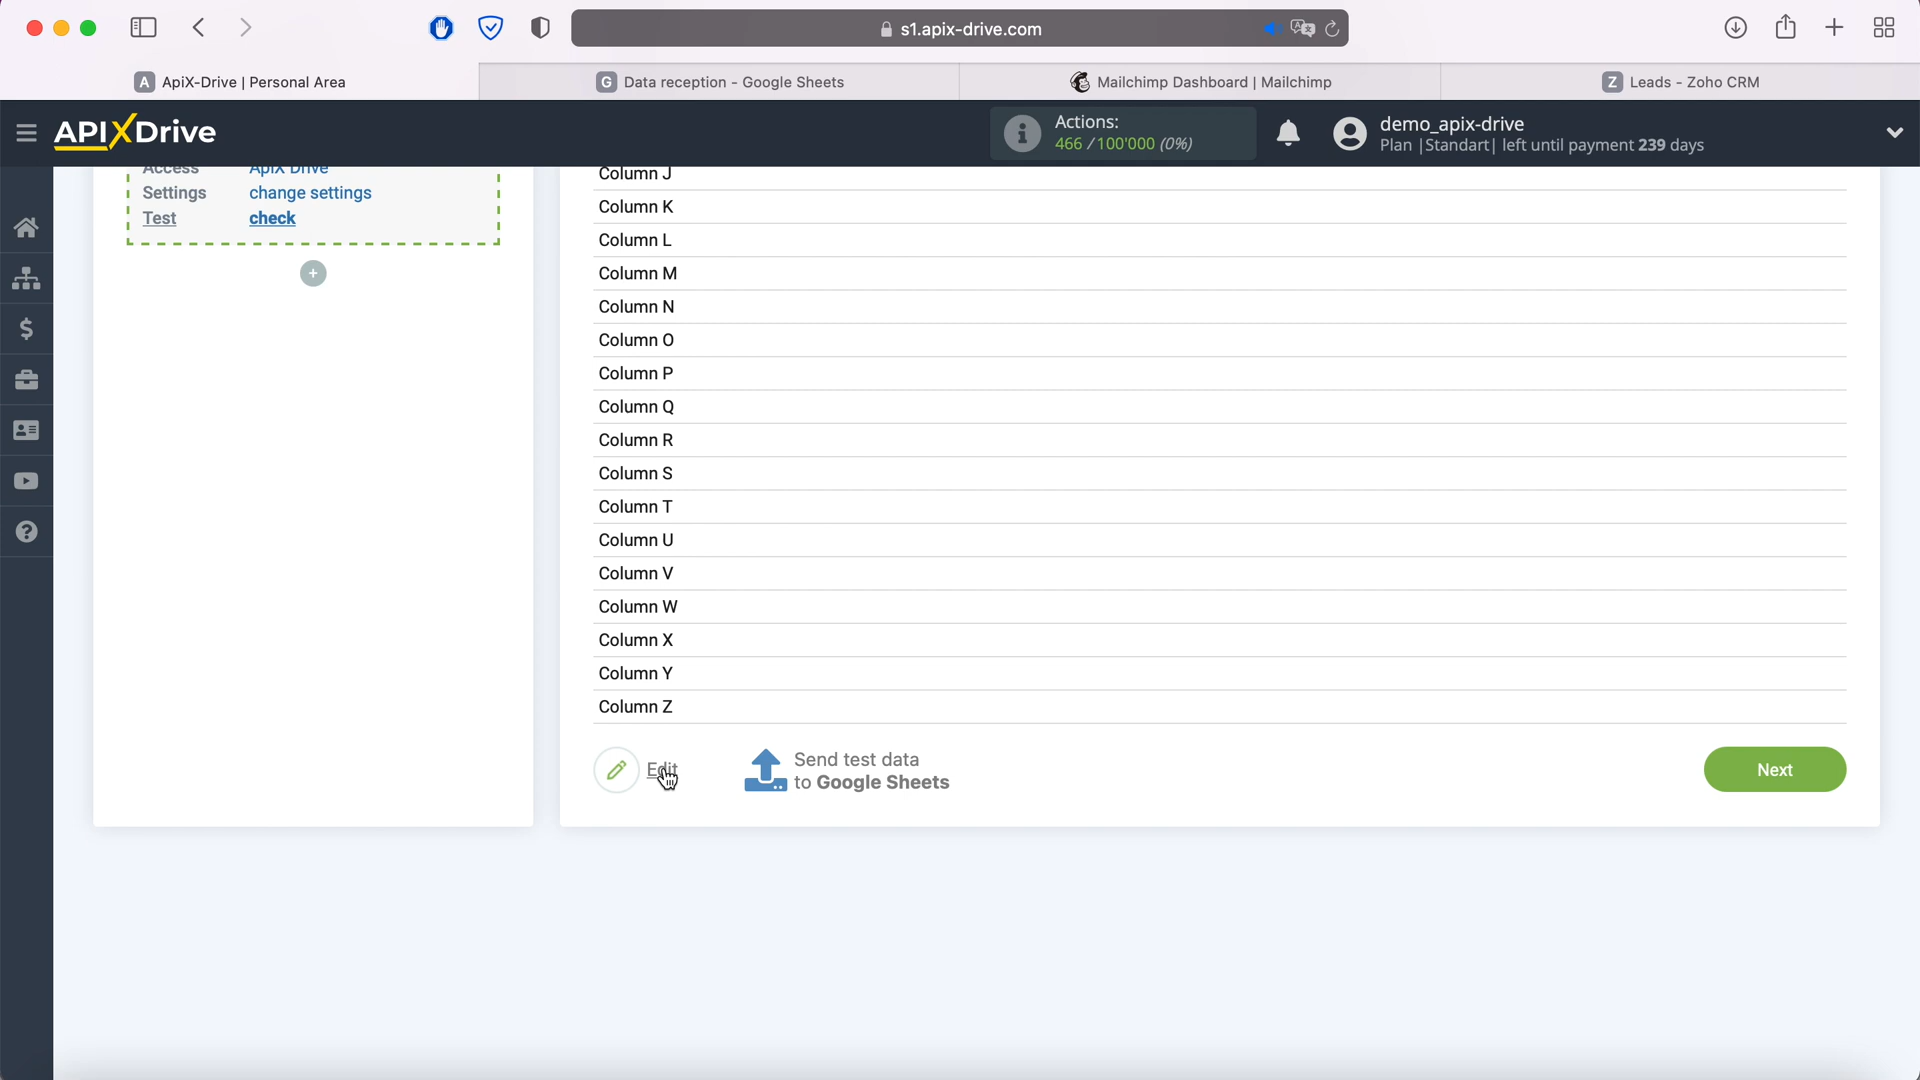 s1.apix-drive.com
A ApiX-Drive | Personal Area
G Data reception - Google Sheets
Mailchimp Dashboard | Mailchimp
Z Leads - Zoho CRM
APIXDrive
Actions:
466 / 100'000 (0%)
demo_apix-drive
Plan |Standart| left until payment 239 days
Access ApiX Drive
Settings change settings
Test check
Column J
Column K
Column L
Column M
Column N
Column O
Column P
Column Q
Column R
Column S
Column T
Column U
Column V
Column W
Column X
Column Y
Column Z
Edit
Send test data
to Google Sheets
Next